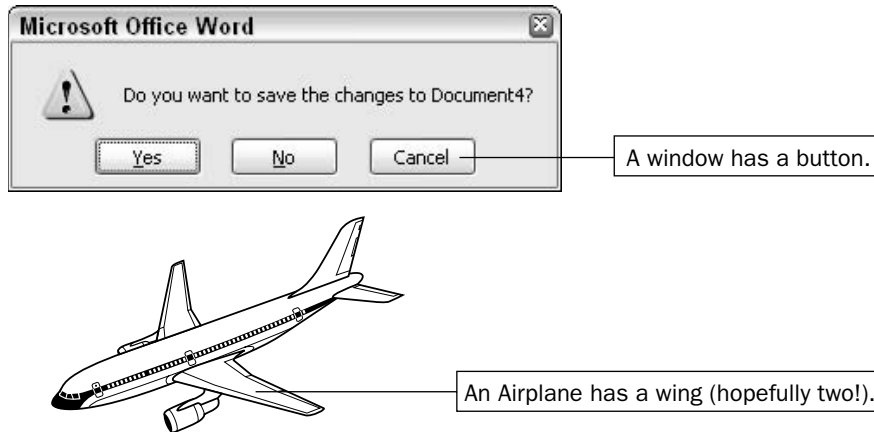 Microsoft Office Word
Do you want to save the changes to Document4?
Yes
No
Cancel
A window has a button.
An Airplane has a wing (hopefully two!).